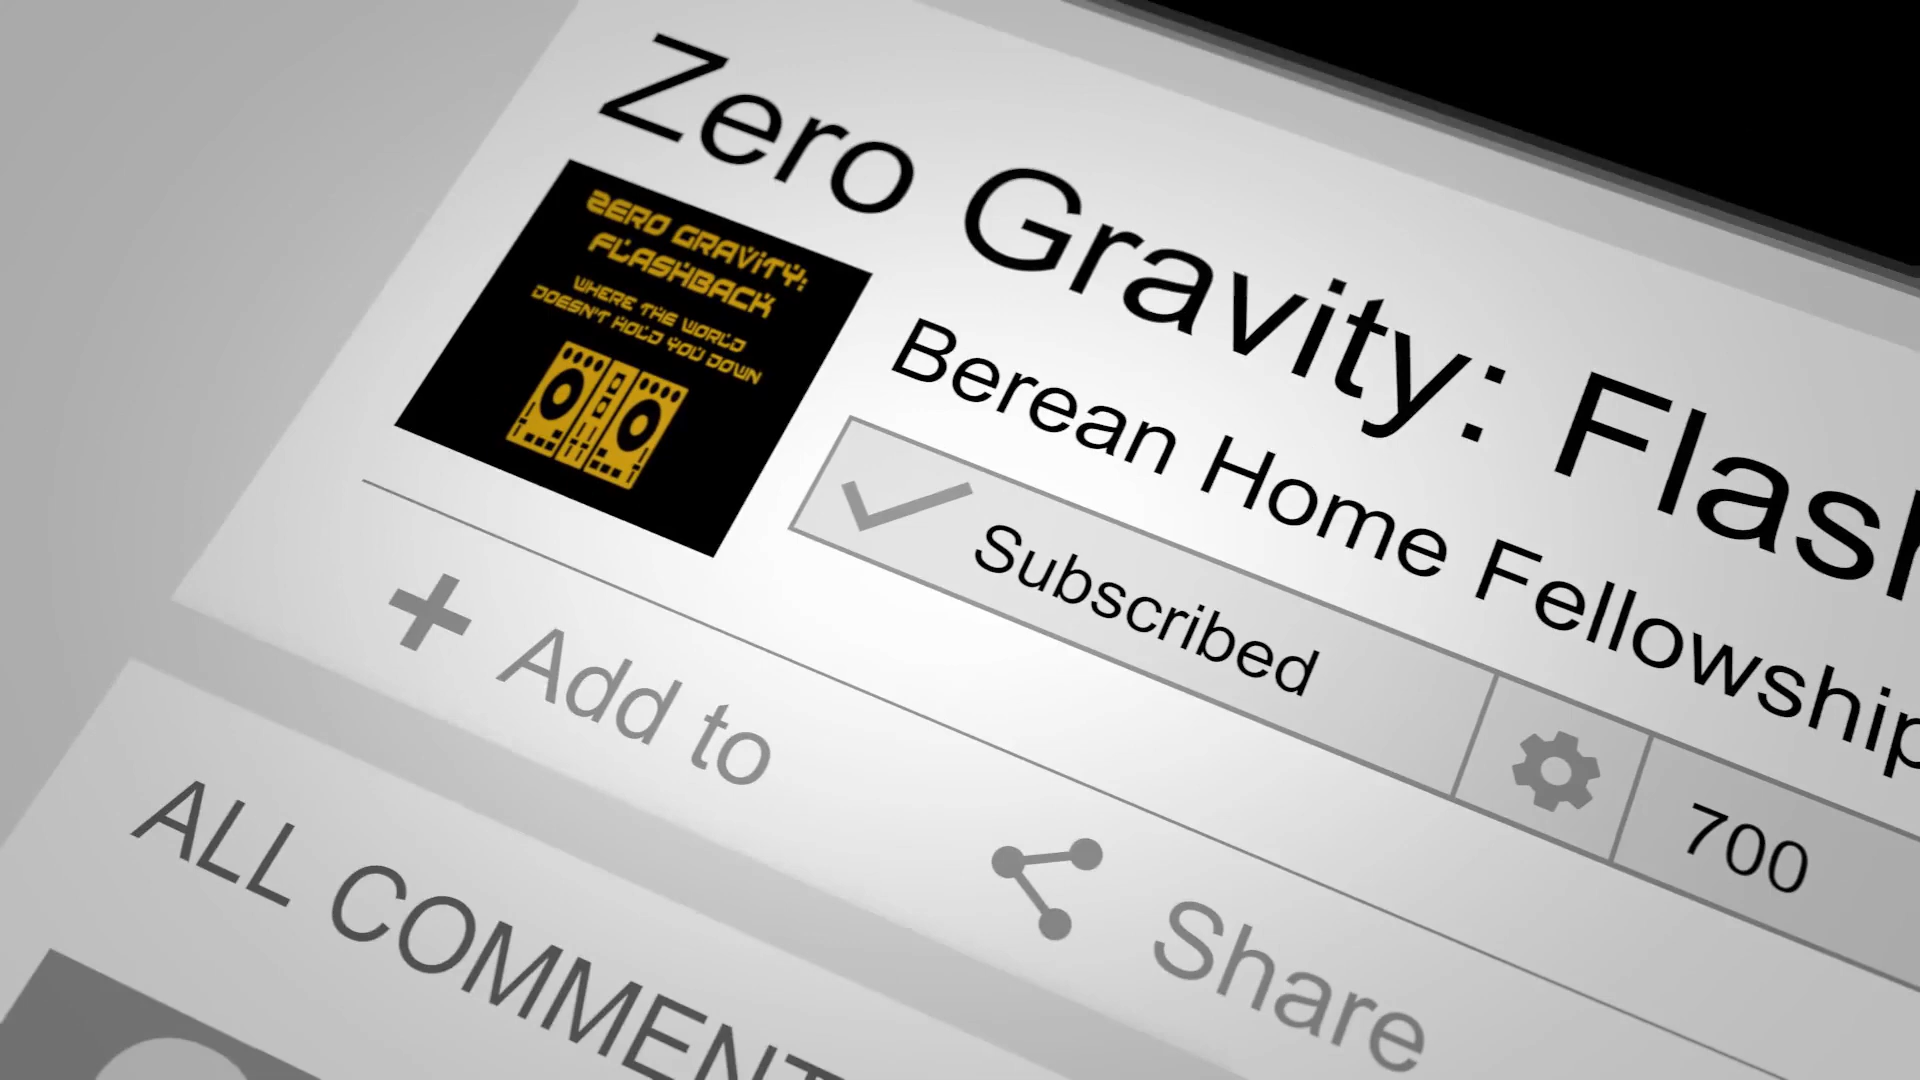 Zero Gravity: Flash
ZERO GRAVITY:
FLASHBACK
WHERE THE WORLD
DOESN'T HOLD YOU DOWN
Berean Home Fellowship
Subscribed
700
Add to
Share
ALL COMMENT